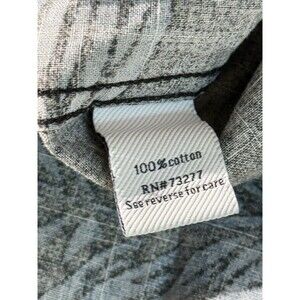 100% cotton
RN# 73277
See reverse for care